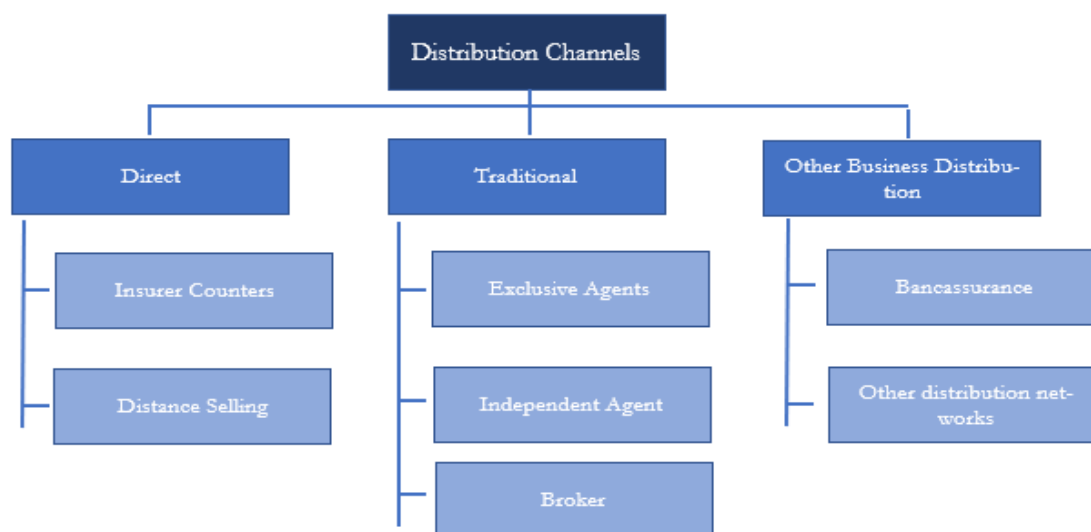 Distribution Channels
Direct
Traditional
Other Business Distribu-
tion
Insurer Counters
Exclusive Agents
Bancassurance
Distance Selling
Independent Agent
Other distribution net-
works
Broker